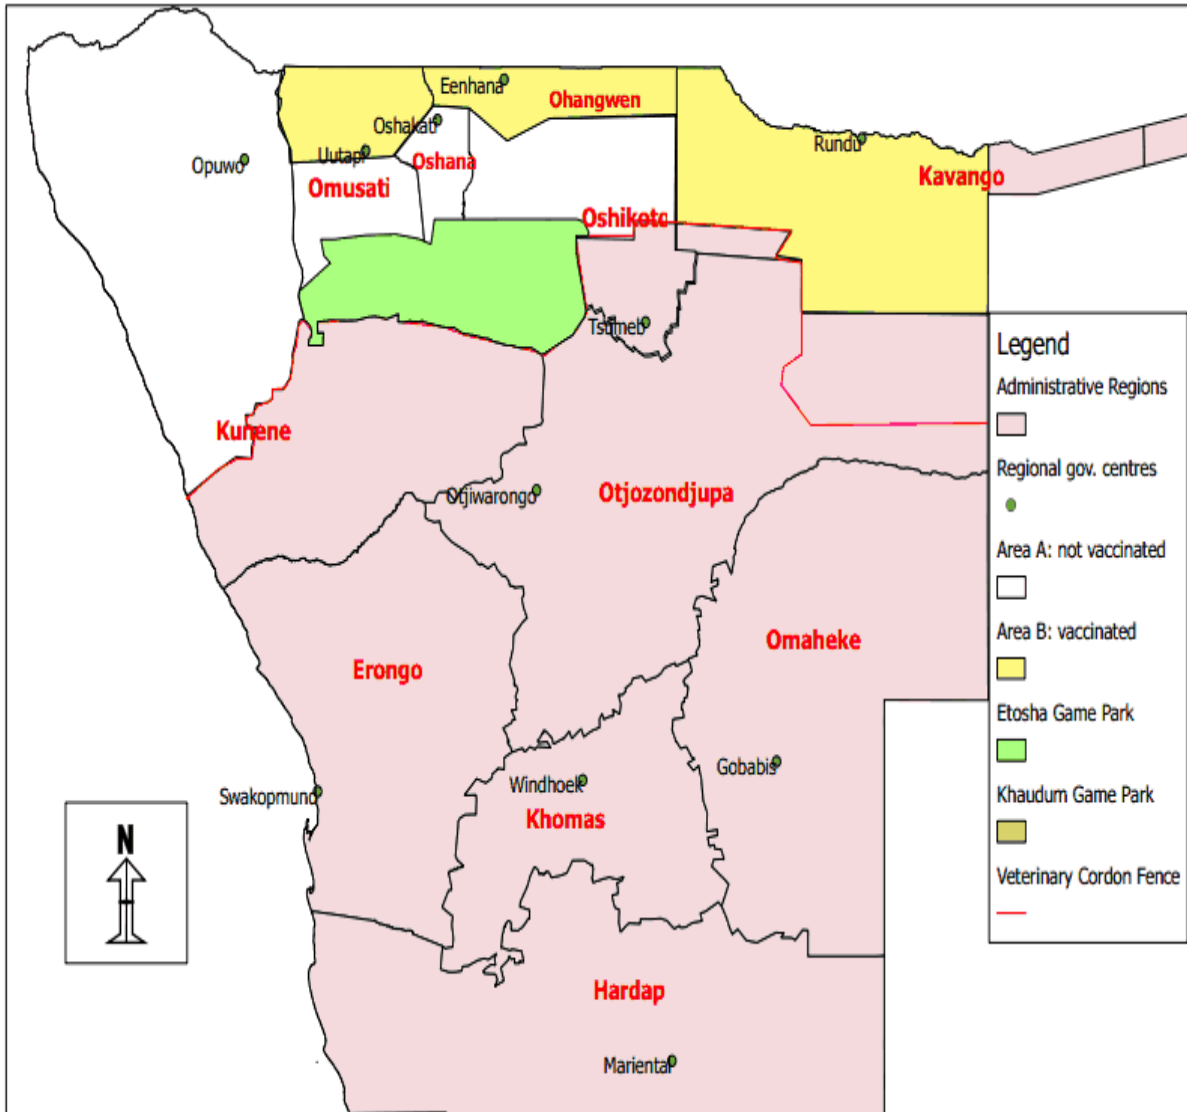 Eenhana
Ohangwen
Oshakati
Rundu
Uutapi
Oshana
Opuwo
Kavango
Omusati
Oshikoto
Tsumeb
Kunene
Otjiwarongo
Otjozondjupa
Omaheke
Erongo
Gobabis
Windhoek
Swakopmund
Khomas
N
Hardap
Mariental
Legend
Administrative Regions
Regional gov. centres
Area A: not vaccinated
Area B: vaccinated
Etosha Game Park
Khaudum Game Park
Veterinary Cordon Fence